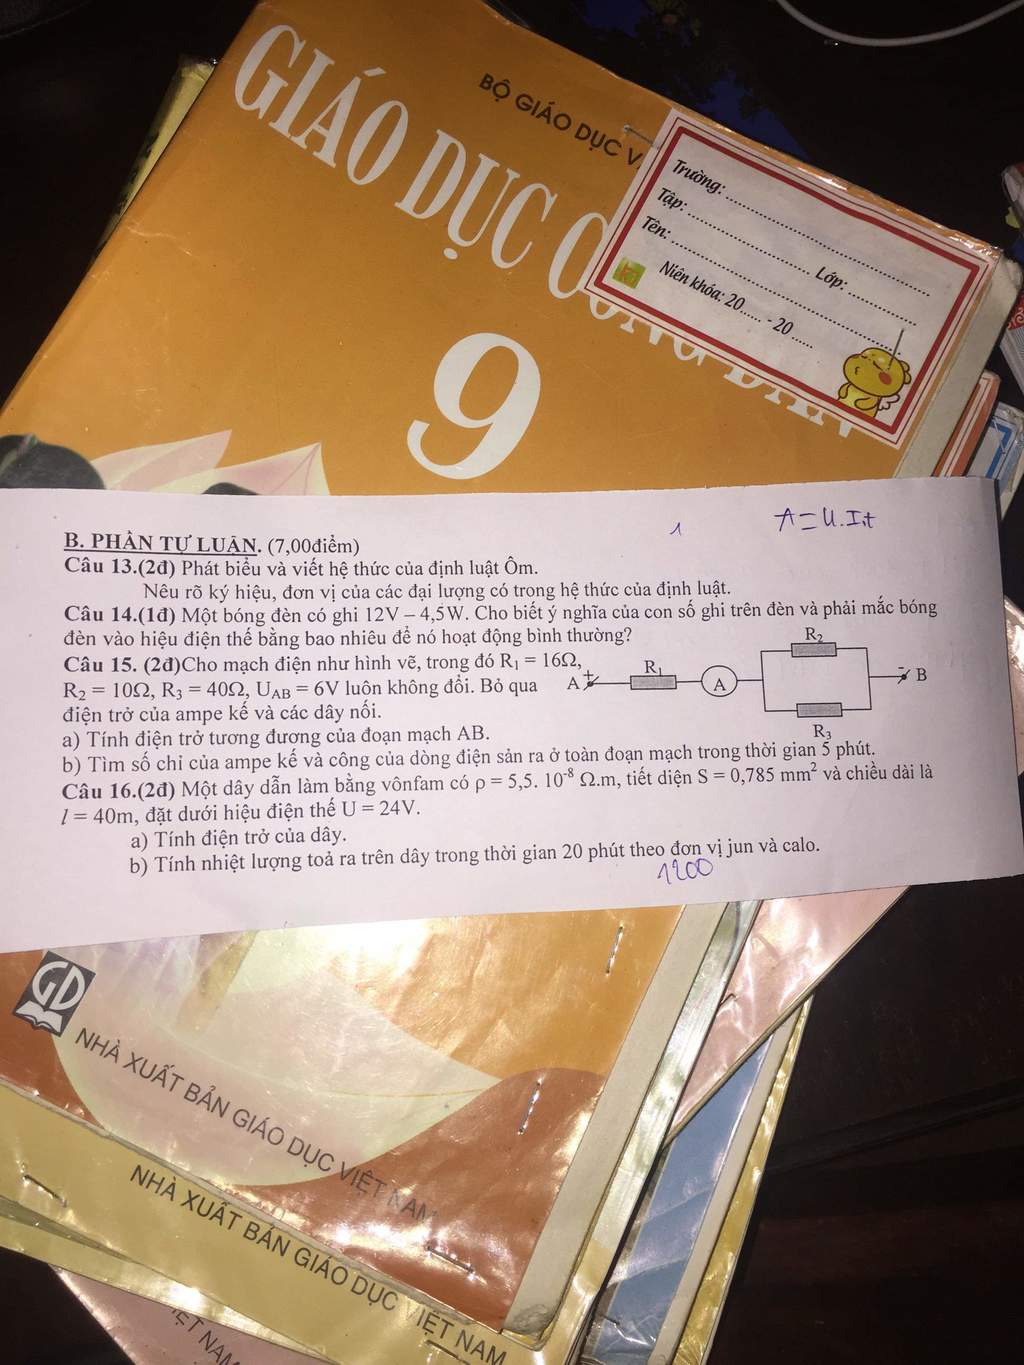 BỘ GIÁO DỤC V
GIÁO DỤC CÔNG DÂN
9
Trường:
Tập:
Lớp:
Tên:
Niên khóa: 20...... - 20......
1
A = U.I.t
B. PHẦN TỰ LUẬN. (7,00điểm)
Câu 13.(2đ) Phát biểu và viết hệ thức của định luật Ôm.
Nêu rõ ký hiệu, đơn vị của các đại lượng có trong hệ thức của định luật.
Câu 14.(1đ) Một bóng đèn có ghi 12V – 4,5W. Cho biết ý nghĩa của con số ghi trên đèn và phải mắc bóng
đèn vào hiệu điện thế bằng bao nhiêu để nó hoạt động bình thường?
Câu 15. (2đ)Cho mạch điện như hình vẽ, trong đó R₁ = 16Ω,
R₂ = 10Ω, R₃ = 40Ω, U_AB = 6V luôn không đổi. Bỏ qua
điện trở của ampe kế và các dây nối.
A + R₁ A R₂ R₃ - B
a) Tính điện trở tương đương của đoạn mạch AB.
b) Tìm số chỉ của ampe kế và công của dòng điện sản ra ở toàn đoạn mạch trong thời gian 5 phút.
Câu 16.(2đ) Một dây dẫn làm bằng vônfam có ρ = 5,5. 10⁻⁸ Ω.m, tiết diện S = 0,785 mm² và chiều dài là
l = 40m, đặt dưới hiệu điện thế U = 24V.
a) Tính điện trở của dây.
b) Tính nhiệt lượng toả ra trên dây trong thời gian 20 phút theo đơn vị jun và calo.
1200
GD
NHÀ XUẤT BẢN GIÁO DỤC VIỆT NAM
NHÀ XUẤT BẢN GIÁO DỤC VIỆT NAM
ỆT NAM